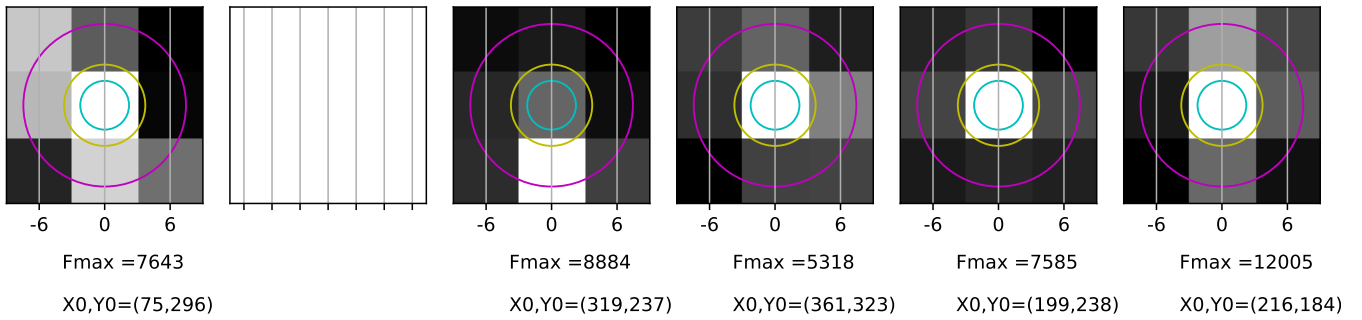 -6 0 6 -6 0 6 -6 0 6 -6 0 6 -6 0 6
Fmax =7643 Fmax =8884 Fmax =5318 Fmax =7585 Fmax =12005
X0,Y0=(75,296) X0,Y0=(319,237) X0,Y0=(361,323) X0,Y0=(199,238) X0,Y0=(216,184)